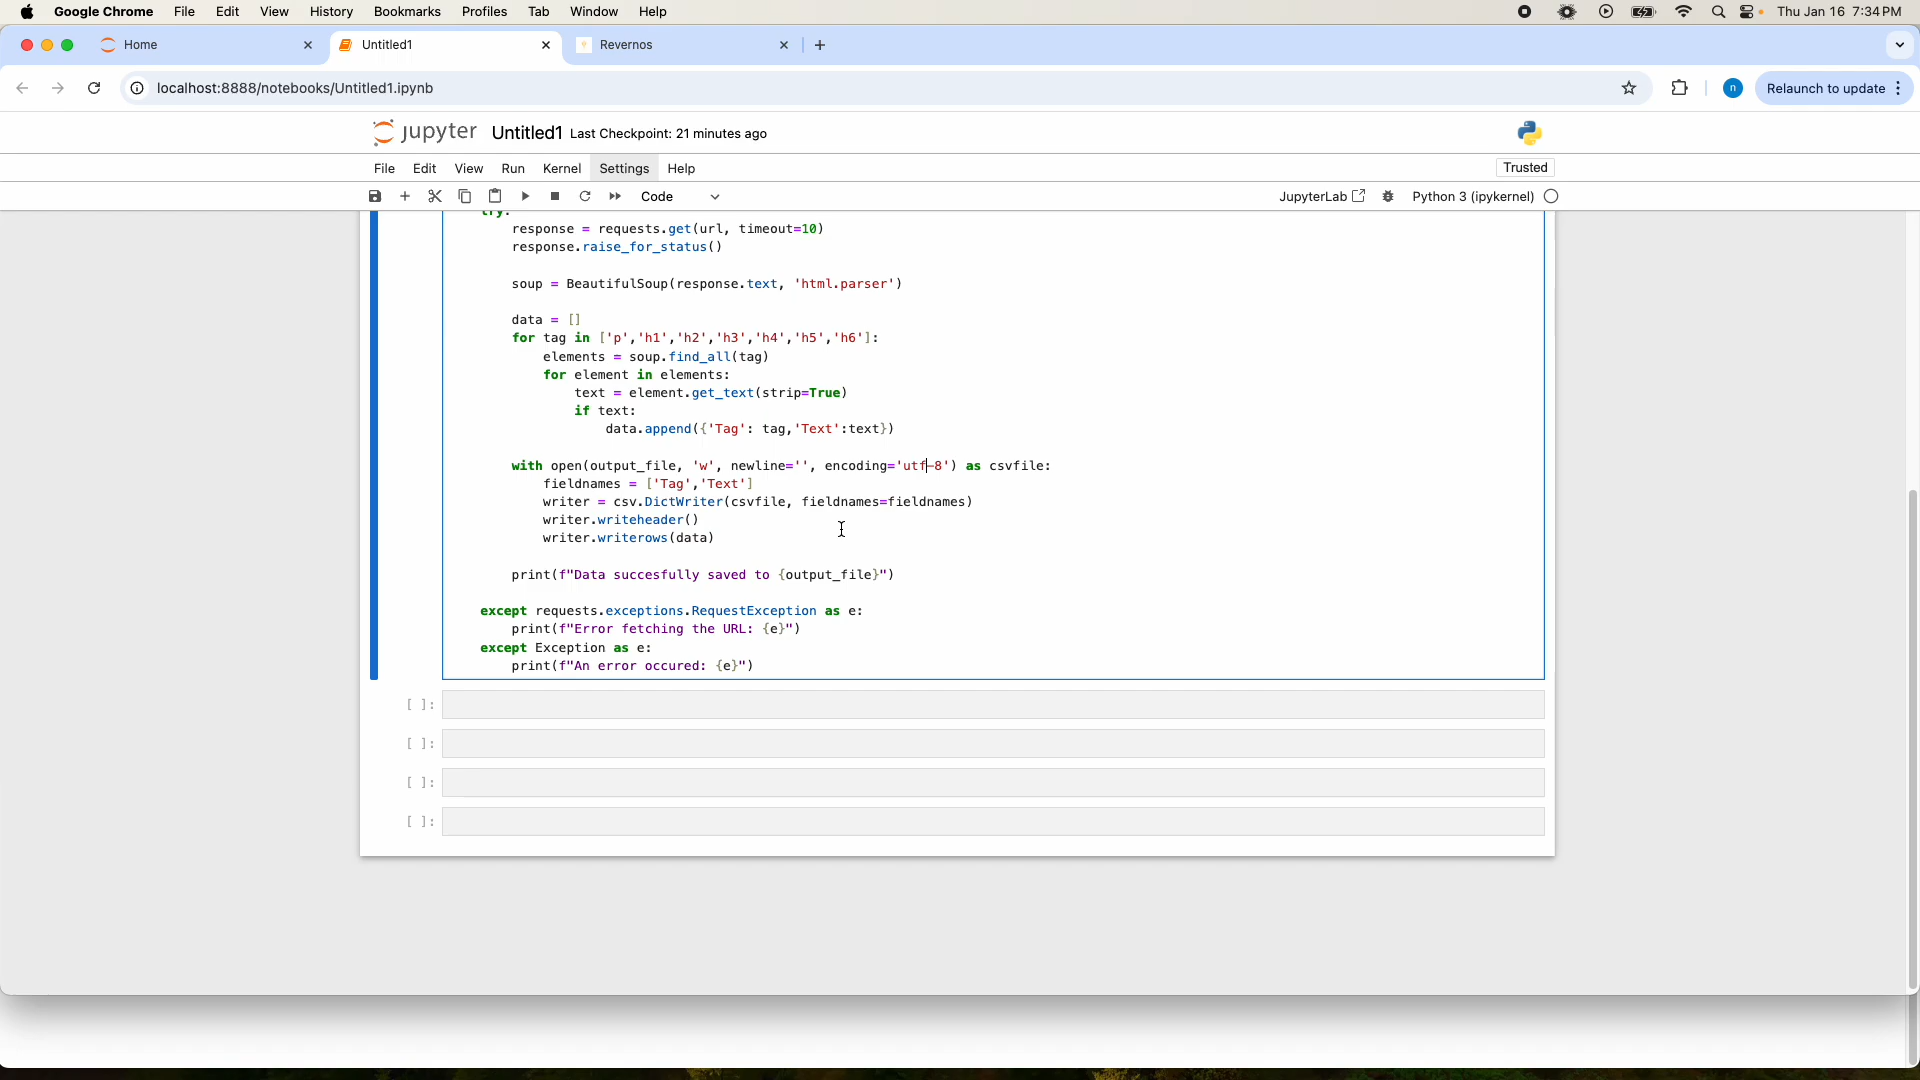 Google Chrome File Edit View History Bookmarks Profiles Tab Window Help Thu Jan 16 7:34 PM
Home Untitled1 Revernos
localhost:8888/notebooks/Untitled1.ipynb n Relaunch to update
jupyter Untitled1 Last Checkpoint: 21 minutes ago
File Edit View Run Kernel Settings Help Trusted
Code JupyterLab Python 3 (ipykernel)
try:
response = requests.get(url, timeout=10)
response.raise_for_status()
soup = BeautifulSoup(response.text, 'html.parser')
data = []
for tag in ['p','h1','h2','h3','h4','h5','h6']:
elements = soup.find_all(tag)
for element in elements:
text = element.get_text(strip=True)
if text:
data.append({'Tag': tag,'Text':text})
with open(output_file, 'w', newline='', encoding='utf-8') as csvfile:
fieldnames = ['Tag','Text']
writer = csv.DictWriter(csvfile, fieldnames=fieldnames)
writer.writeheader()
writer.writerows(data)
print(f"Data succesfully saved to {output_file}")
except requests.exceptions.RequestException as e:
print(f"Error fetching the URL: {e}")
except Exception as e:
print(f"An error occured: {e}")
[ ]:
[ ]:
[ ]:
[ ]: